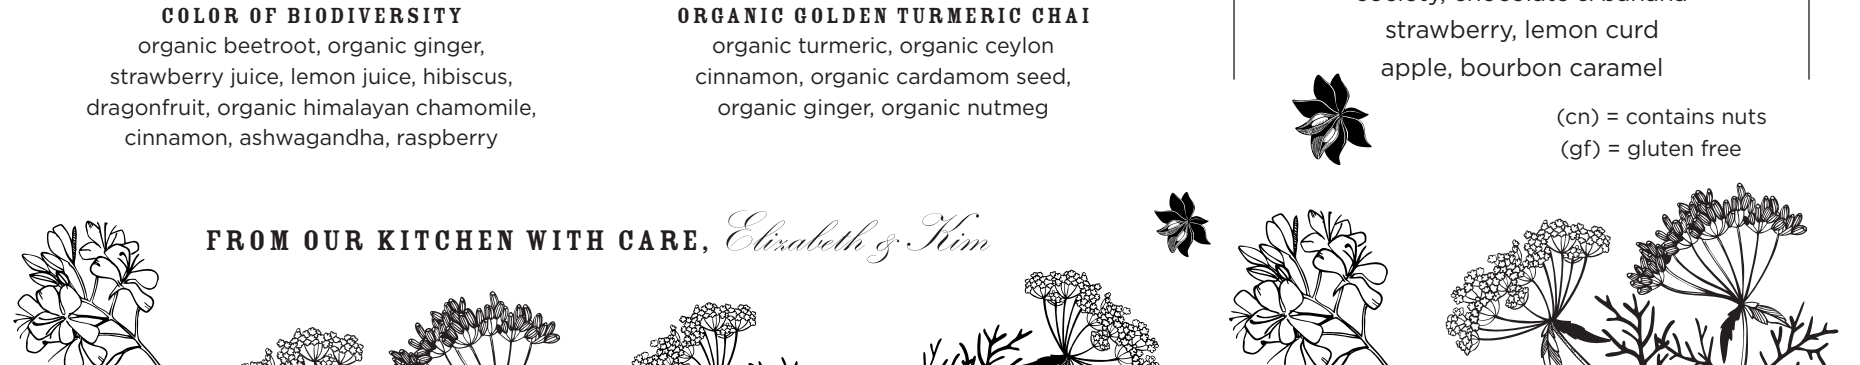 COLOR OF BIODIVERSITY
organic beetroot, organic ginger,
strawberry juice, lemon juice, hibiscus,
dragonfruit, organic himalayan chamomile,
cinnamon, ashwagandha, raspberry
ORGANIC GOLDEN TURMERIC CHAI
organic turmeric, organic ceylon
cinnamon, organic cardamom seed,
organic ginger, organic nutmeg
strawberry, lemon curd
apple, bourbon caramel
(cn) = contains nuts
(gf) = gluten free
FROM OUR KITCHEN WITH CARE, Elizabeth & Kim